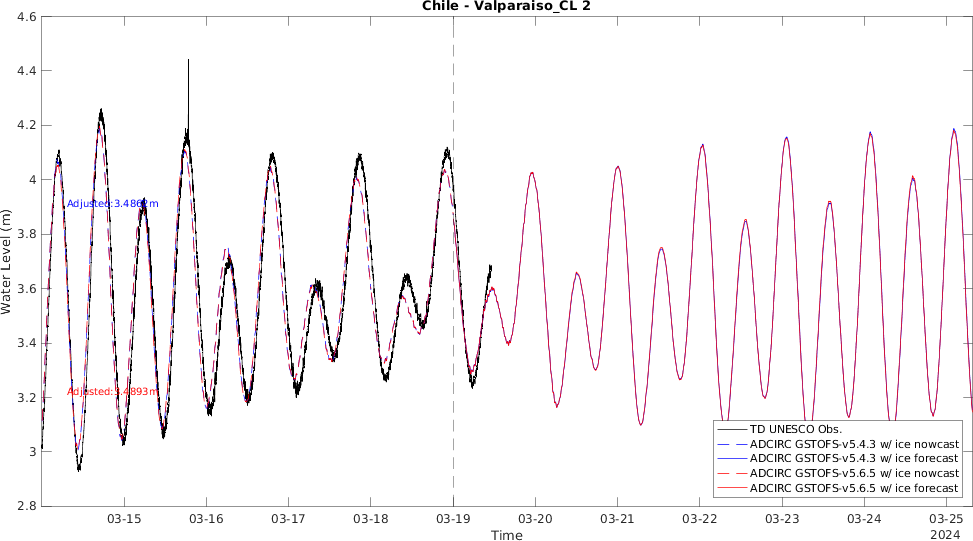 Chile - Valparaiso_CL 2
4.6
4.4
4.2
4
3.8
3.6
3.4
3.2
3
2.8
Water Level (m)
Adjusted:3.4862m
Adjusted:3.4893m
TD UNESCO Obs.
ADCIRC GSTOFS-v5.4.3 w/ ice nowcast
ADCIRC GSTOFS-v5.4.3 w/ ice forecast
ADCIRC GSTOFS-v5.6.5 w/ ice nowcast
ADCIRC GSTOFS-v5.6.5 w/ ice forecast
03-15 03-16 03-17 03-18 03-19 03-20 03-21 03-22 03-23 03-24 03-25
2024
Time